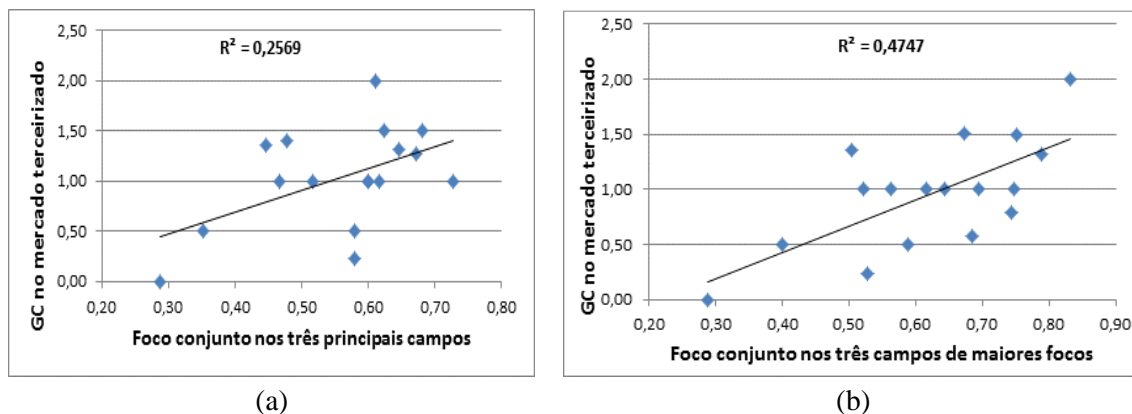 R² = 0,2569
GC no mercado terceirizado
2,50
2,00
1,50
1,00
0,50
0,00
0,20 0,30 0,40 0,50 0,60 0,70 0,80
Foco conjunto nos três principais campos
(a)
R² = 0,4747
GC no mercado terceirizado
2,50
2,00
1,50
1,00
0,50
0,00
0,20 0,30 0,40 0,50 0,60 0,70 0,80 0,90
Foco conjunto nos três campos de maiores focos
(b)